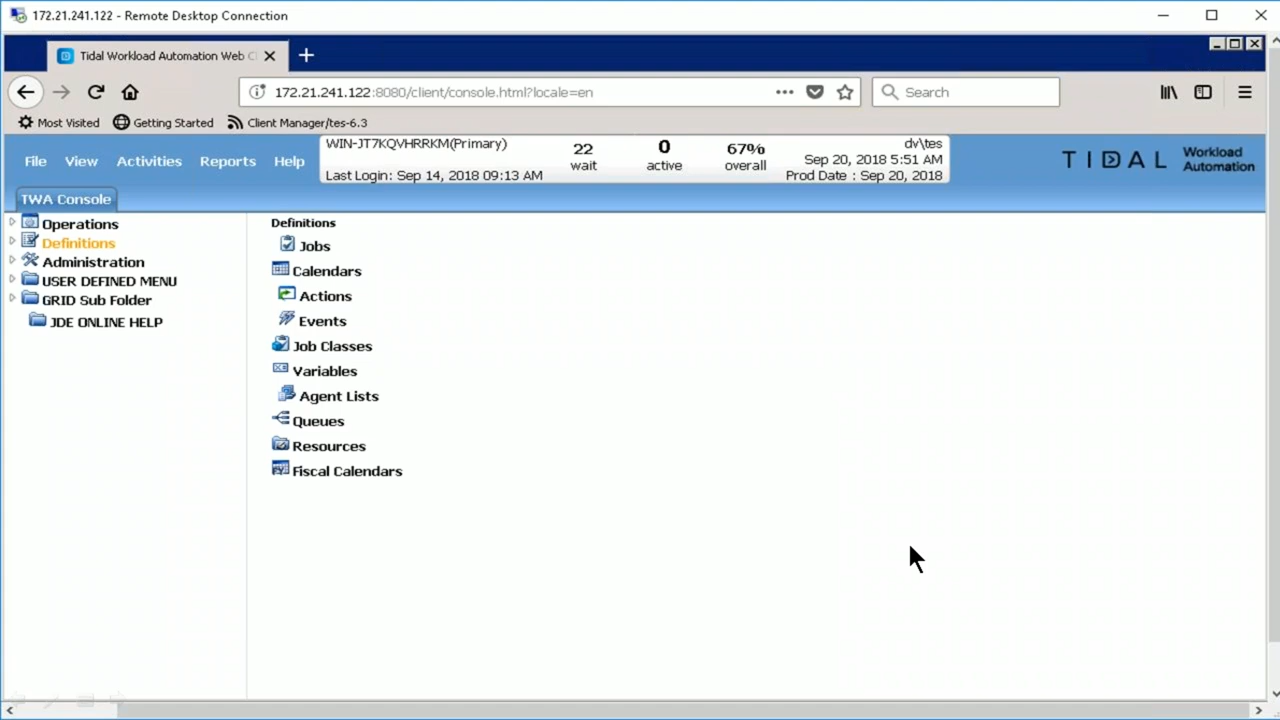 172.21.241.122 - Remote Desktop Connection
Tidal Workload Automation Web C
172.21.241.122:8080/client/console.html?locale=en
Search
Most Visited
Getting Started
Client Manager/tes-6.3
File
View
Activities
Reports
Help
WIN-JT7KQVHRRKM(Primary)
Last Login: Sep 14, 2018 09:13 AM
22
wait
0
active
67%
overall
dv\tes
Sep 20, 2018 5:51 AM
Prod Date : Sep 20, 2018
TIDAL
Workload
Automation
TWA Console
Operations
Definitions
Administration
USER DEFINED MENU
GRID Sub Folder
JDE ONLINE HELP
Definitions
Jobs
Calendars
Actions
Events
Job Classes
Variables
Agent Lists
Queues
Resources
Fiscal Calendars